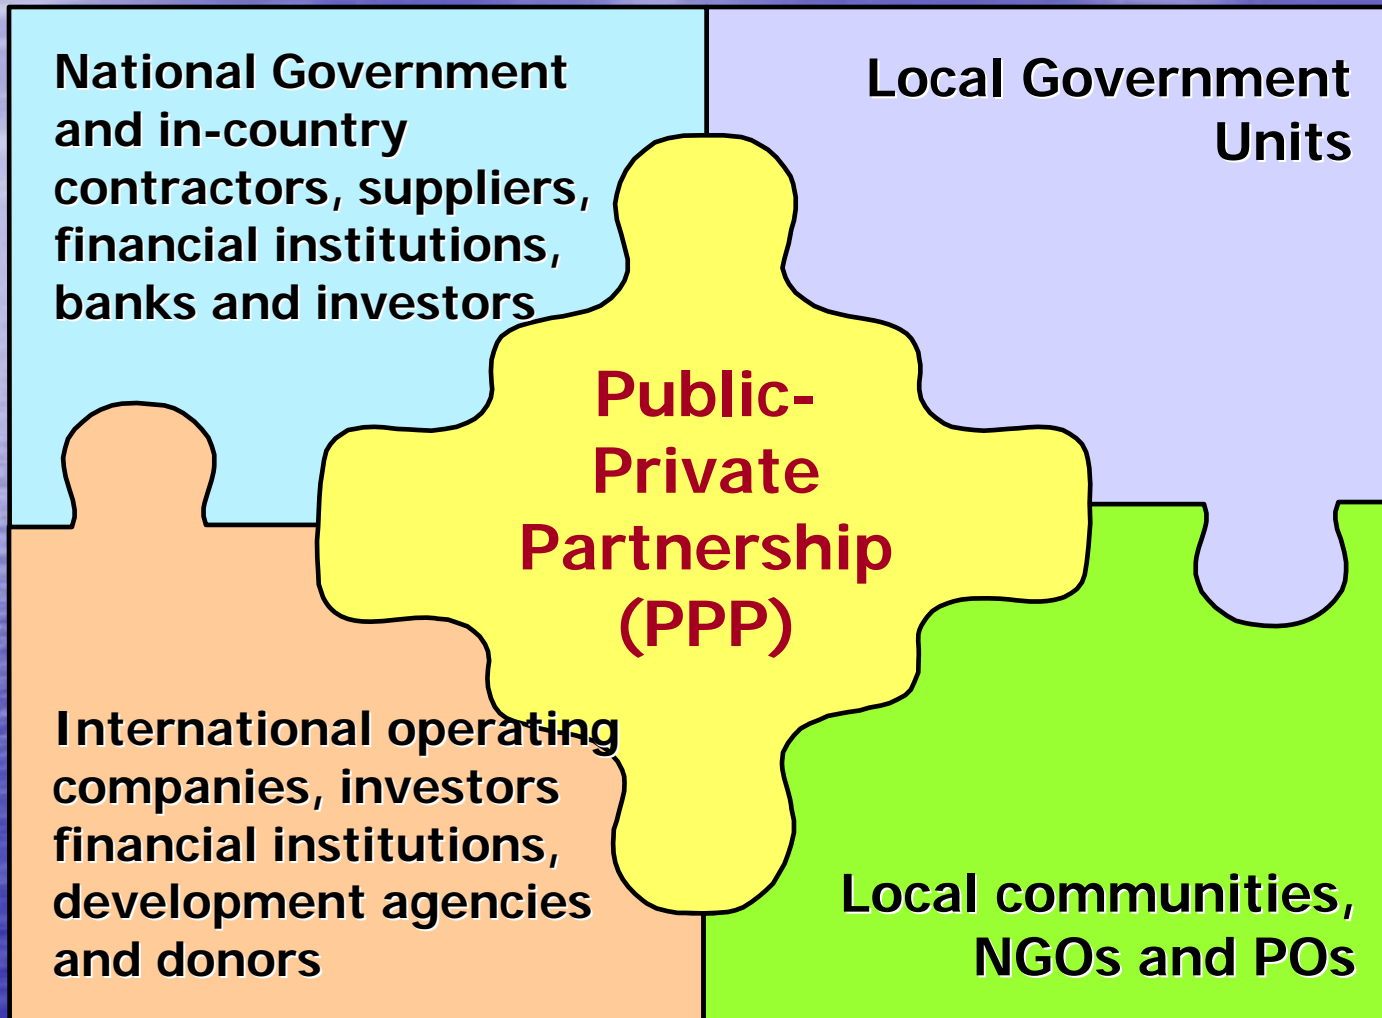 National Government
and in-country
contractors, suppliers,
financial institutions,
banks and investors
Local Government
Units
Public-
Private
Partnership
(PPP)
International operating
companies, investors
financial institutions,
development agencies
and donors
Local communities,
NGOs and POs